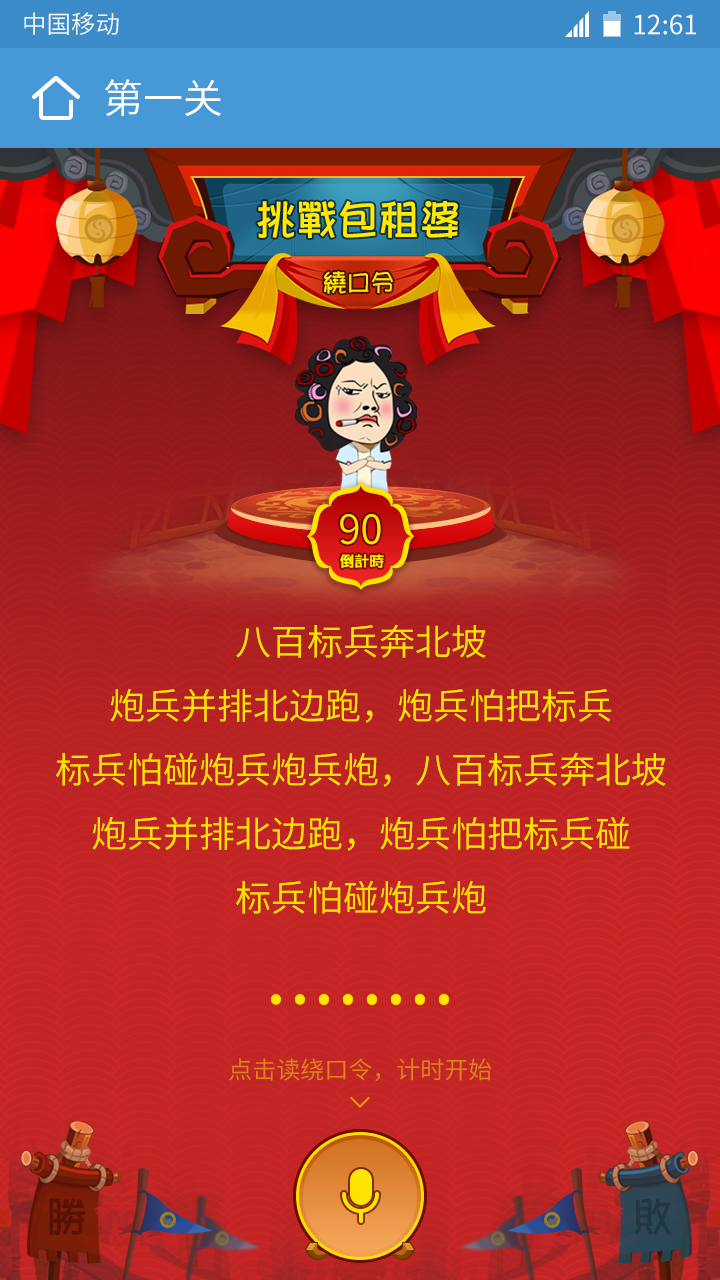 中国移动 12:61
第一关
挑戰包租婆
繞口令
90
倒計時
八百标兵奔北坡
炮兵并排北边跑，炮兵怕把标兵
标兵怕碰炮兵炮兵炮，八百标兵奔北坡
炮兵并排北边跑，炮兵怕把标兵碰
标兵怕碰炮兵炮
点击读绕口令，计时开始
勝 敗